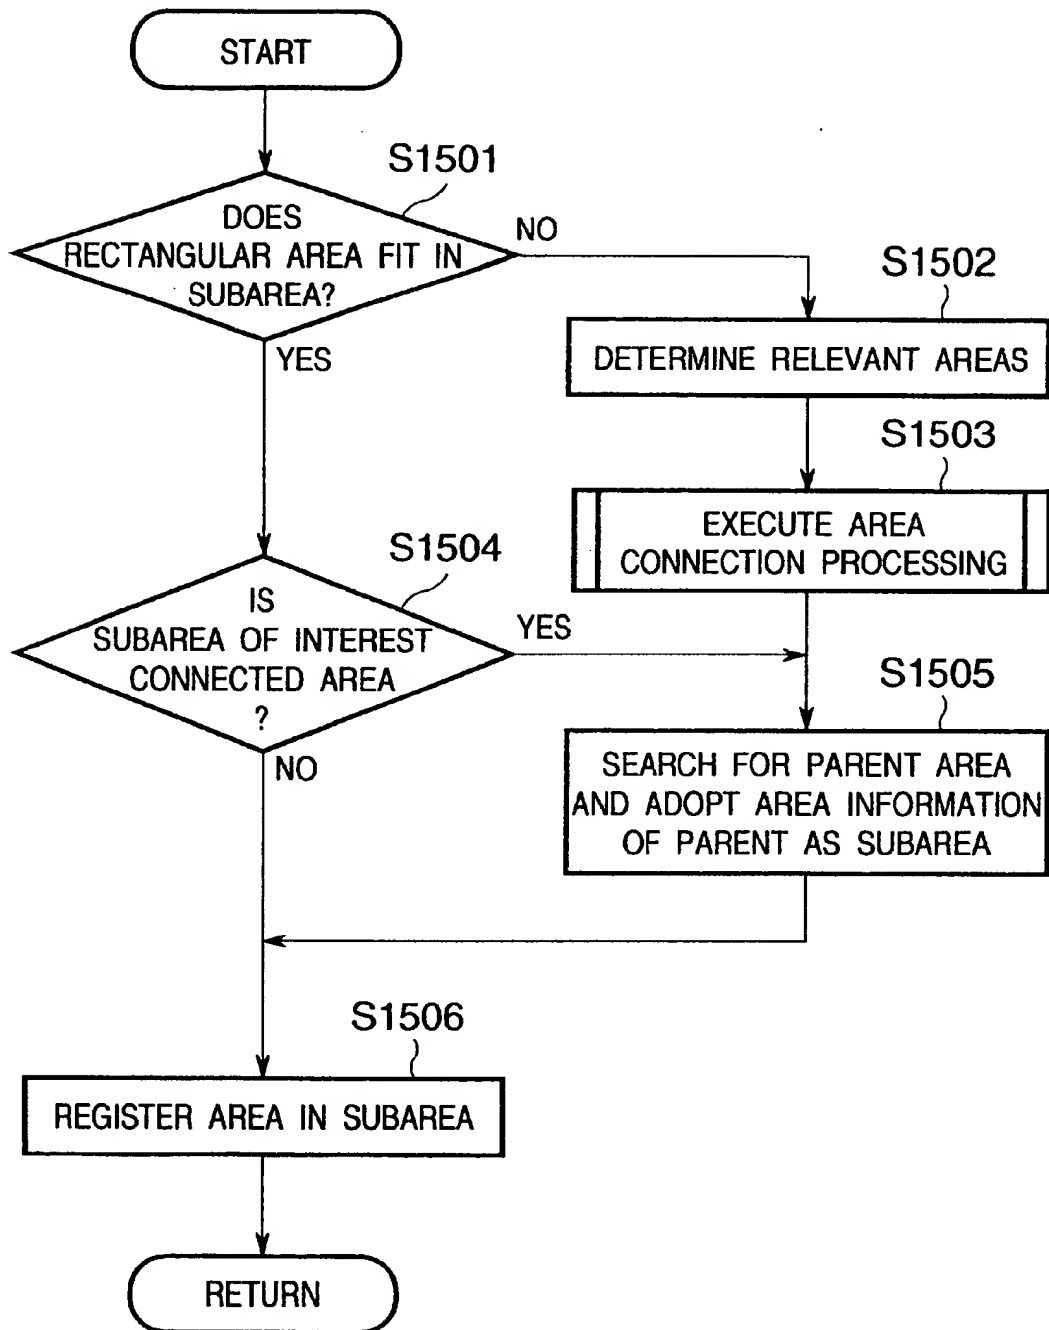 START
S1501
DOES
RECTANGULAR AREA FIT IN
SUBAREA?
NO
YES
S1502
DETERMINE RELEVANT AREAS
S1503
EXECUTE AREA
CONNECTION PROCESSING
S1504
IS
SUBAREA OF INTEREST
CONNECTED AREA
?
YES
NO
S1505
SEARCH FOR PARENT AREA
AND ADOPT AREA INFORMATION
OF PARENT AS SUBAREA
S1506
REGISTER AREA IN SUBAREA
RETURN